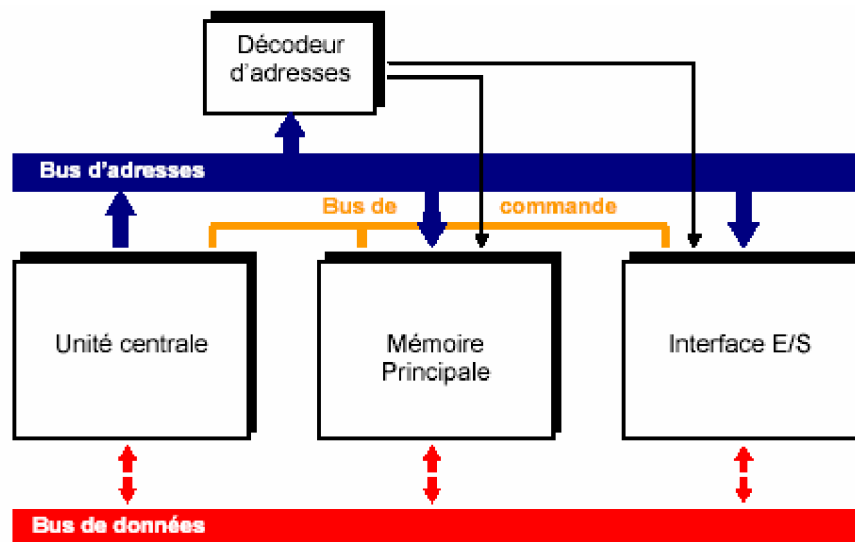 Décodeur
d'adresses
Bus d'adresses
Bus de commande
Unité centrale
Mémoire
Principale
Interface E/S
Bus de données